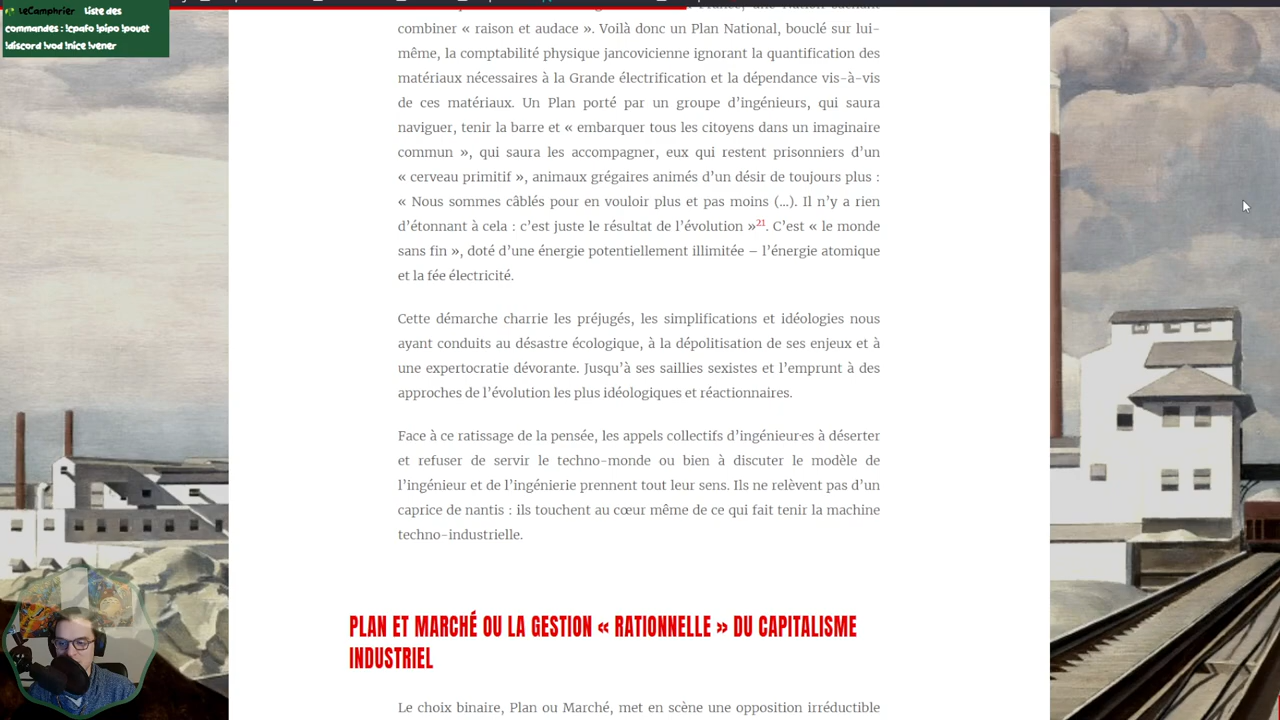 LeCamphrier Liste des
commandes : !cpafo !pipo !pouet
!discord !vod !nice !vener
combiner « raison et audace ». Voilà donc un Plan National, bouclé sur lui-
même, la comptabilité physique jancovicienne ignorant la quantification des
matériaux nécessaires à la Grande électrification et la dépendance vis-à-vis
de ces matériaux. Un Plan porté par un groupe d’ingénieurs, qui saura
naviguer, tenir la barre et « embarquer tous les citoyens dans un imaginaire
commun », qui saura les accompagner, eux qui restent prisonniers d’un
« cerveau primitif », animaux grégaires animés d’un désir de toujours plus :
« Nous sommes câblés pour en vouloir plus et pas moins (…). Il n’y a rien
d’étonnant à cela : c’est juste le résultat de l’évolution »21. C’est « le monde
sans fin », doté d’une énergie potentiellement illimitée – l’énergie atomique
et la fée électricité.
Cette démarche charrie les préjugés, les simplifications et idéologies nous
ayant conduits au désastre écologique, à la dépolitisation de ses enjeux et à
une expertocratie dévorante. Jusqu’à ses saillies sexistes et l’emprunt à des
approches de l’évolution les plus idéologiques et réactionnaires.
Face à ce ratissage de la pensée, les appels collectifs d’ingénieur·es à déserter
et refuser de servir le techno-monde ou bien à discuter le modèle de
l’ingénieur et de l’ingénierie prennent tout leur sens. Ils ne relèvent pas d’un
caprice de nantis : ils touchent au cœur même de ce qui fait tenir la machine
techno-industrielle.
PLAN ET MARCHÉ OU LA GESTION « RATIONNELLE » DU CAPITALISME
INDUSTRIEL
Le choix binaire, Plan ou Marché, met en scène une opposition irréductible